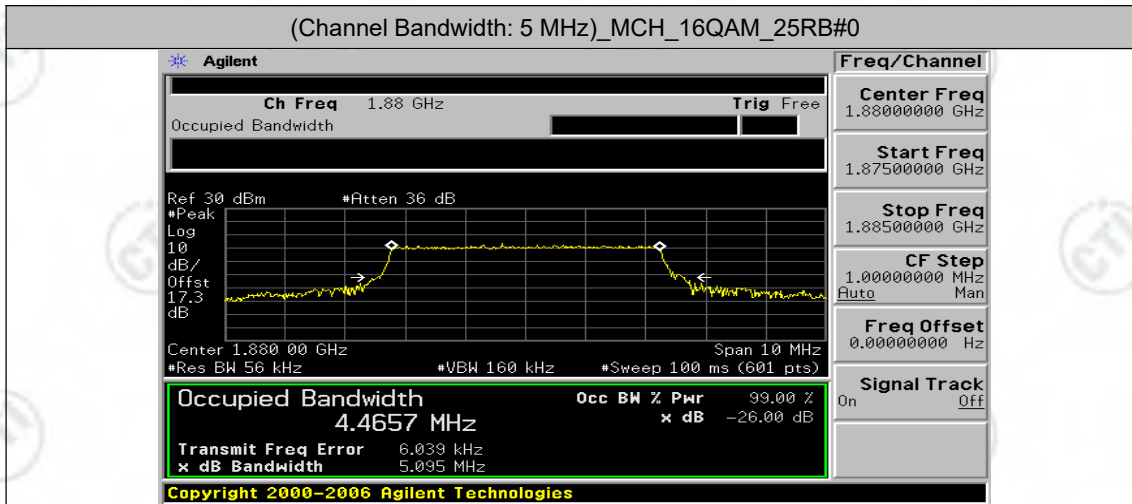 (Channel Bandwidth: 5 MHz)_MCH_16QAM_25RB#0
Agilent
Freq/Channel
Ch Freq 1.88 GHz Trig Free
Occupied Bandwidth
Center Freq
1.88000000 GHz
Start Freq
1.87500000 GHz
Stop Freq
1.88500000 GHz
CF Step
1.00000000 MHz
Auto Man
Freq Offset
0.00000000 Hz
Signal Track
On Off
Ref 30 dBm #Atten 36 dB
#Peak
Log
10
dB/
Offst
17.3
dB
Center 1.880 00 GHz Span 10 MHz
#Res BW 56 kHz #VBW 160 kHz #Sweep 100 ms (601 pts)
Occupied Bandwidth Occ BW % Pwr 99.00 %
4.4657 MHz x dB -26.00 dB
Transmit Freq Error 6.039 kHz
x dB Bandwidth 5.095 MHz
Copyright 2000-2006 Agilent Technologies